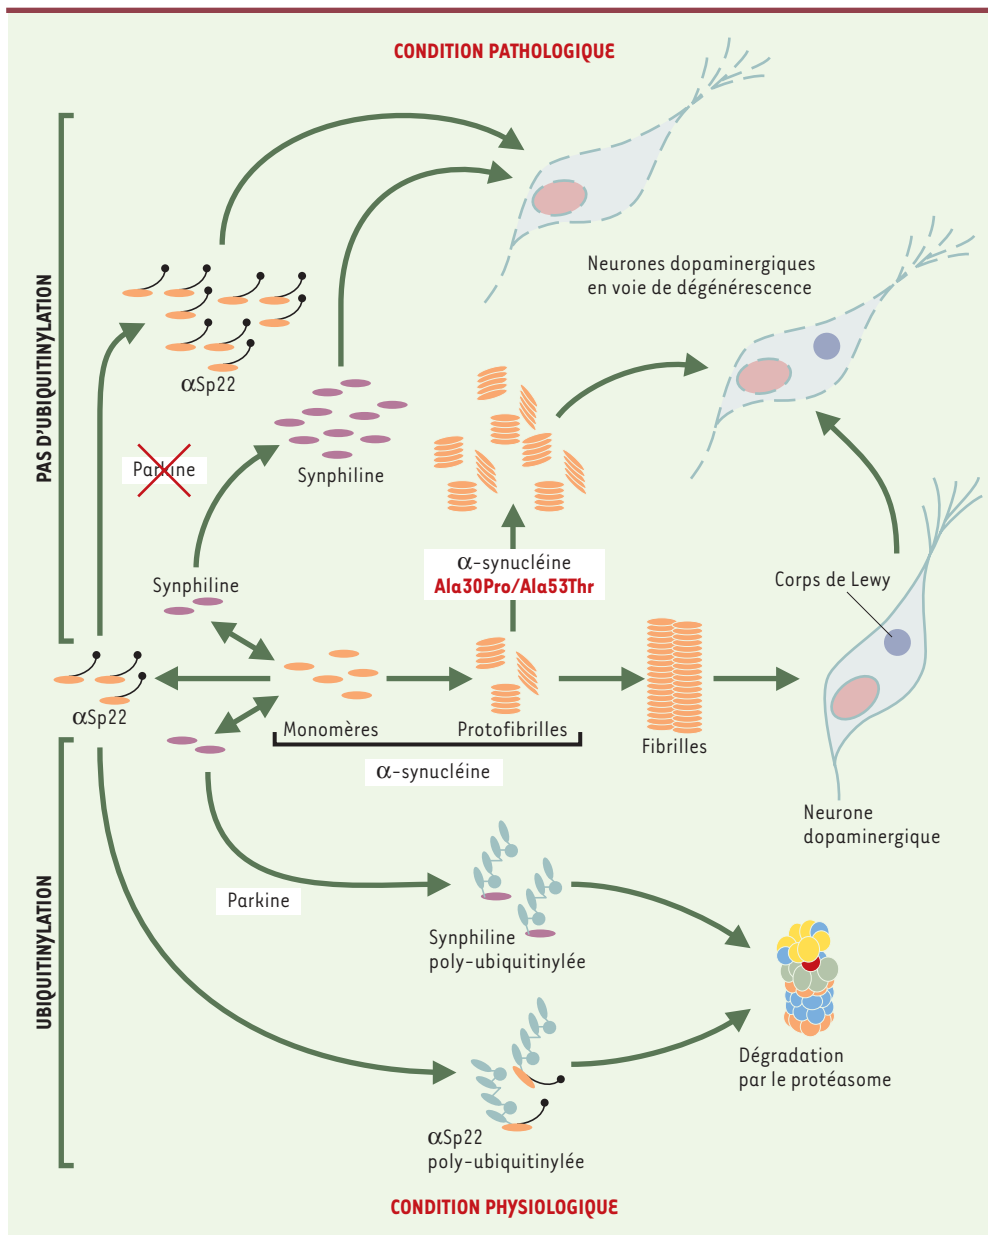 CONDITION PATHOLOGIQUE
Neurones dopaminergiques
en voie de dégénérescence
PAS D'UBIQUITINYLATION
αSp22
Parkine
Synphiline
α-synucléine
Ala30Pro/Ala53Thr
Synphiline
Corps de Lewy
αSp22
Monomères
Protofibrilles
Fibrilles
α-synucléine
Neurone
dopaminergique
UBIQUITINYLATION
Parkine
Synphiline
poly-ubiquitinylée
Dégradation
par le protéasome
αSp22
poly-ubiquitinylée
CONDITION PHYSIOLOGIQUE